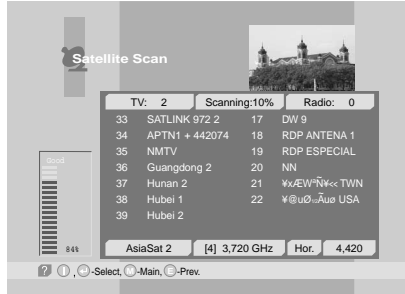 Satellite Scan
TV: 2 Scanning:10% Radio: 0
33 SATLINK 972 2 17 DW 9
34 APTN1 + 442074 18 RDP ANTENA 1
35 NMTV 19 RDP ESPECIAL
36 Guangdong 2 20 NN
37 Hunan 2 21 ¥xÆWªÑ¥<< TWN
38 Hubei 1 22 ¥@uØ½Ãuø USA
39 Hubei 2
Good
84%
AsiaSat 2 [4] 3,720 GHz Hor. 4,420
? , -Select, M-Main, E-Prev.